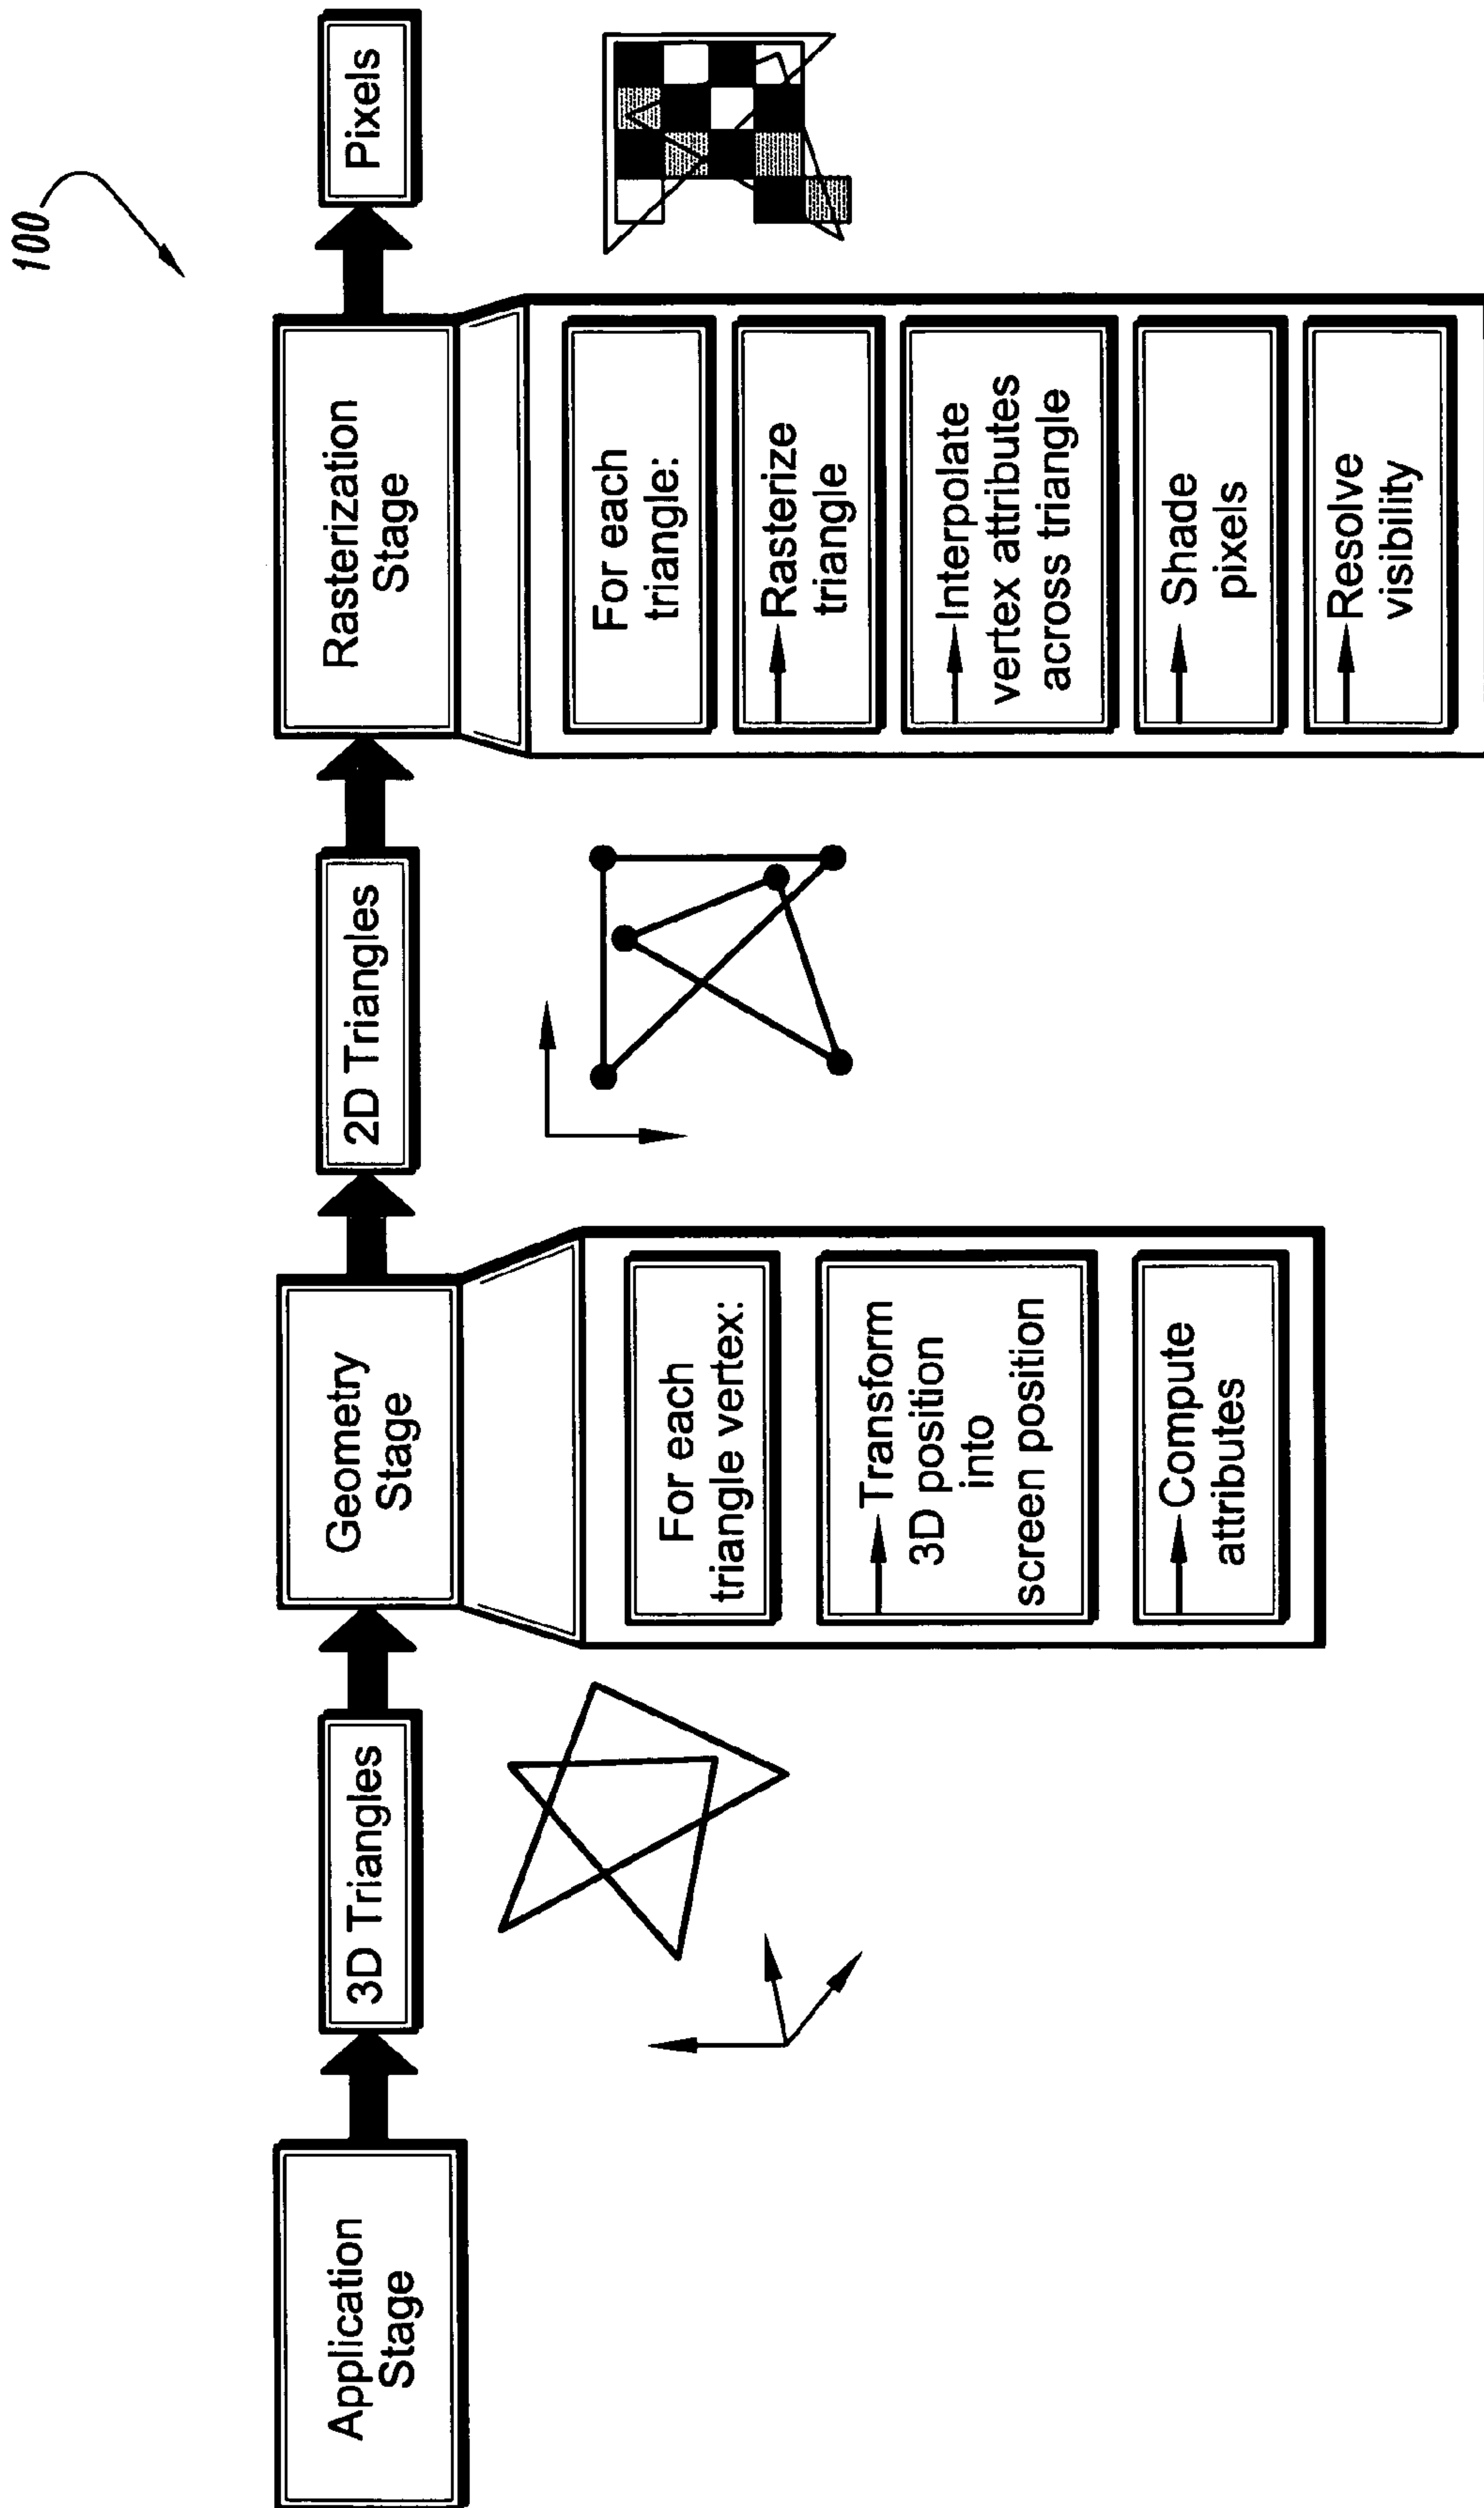 100
Application
Stage
3D Triangles
Geometry
Stage
2D Triangles
Rasterization
Stage
Pixels
For each
triangle vertex:
Transform
3D position
into
screen position
Compute
attributes
For each
triangle:
Rasterize
triangle
Interpolate
vertex attributes
across triangle
Shade
pixels
Resolve
visibility